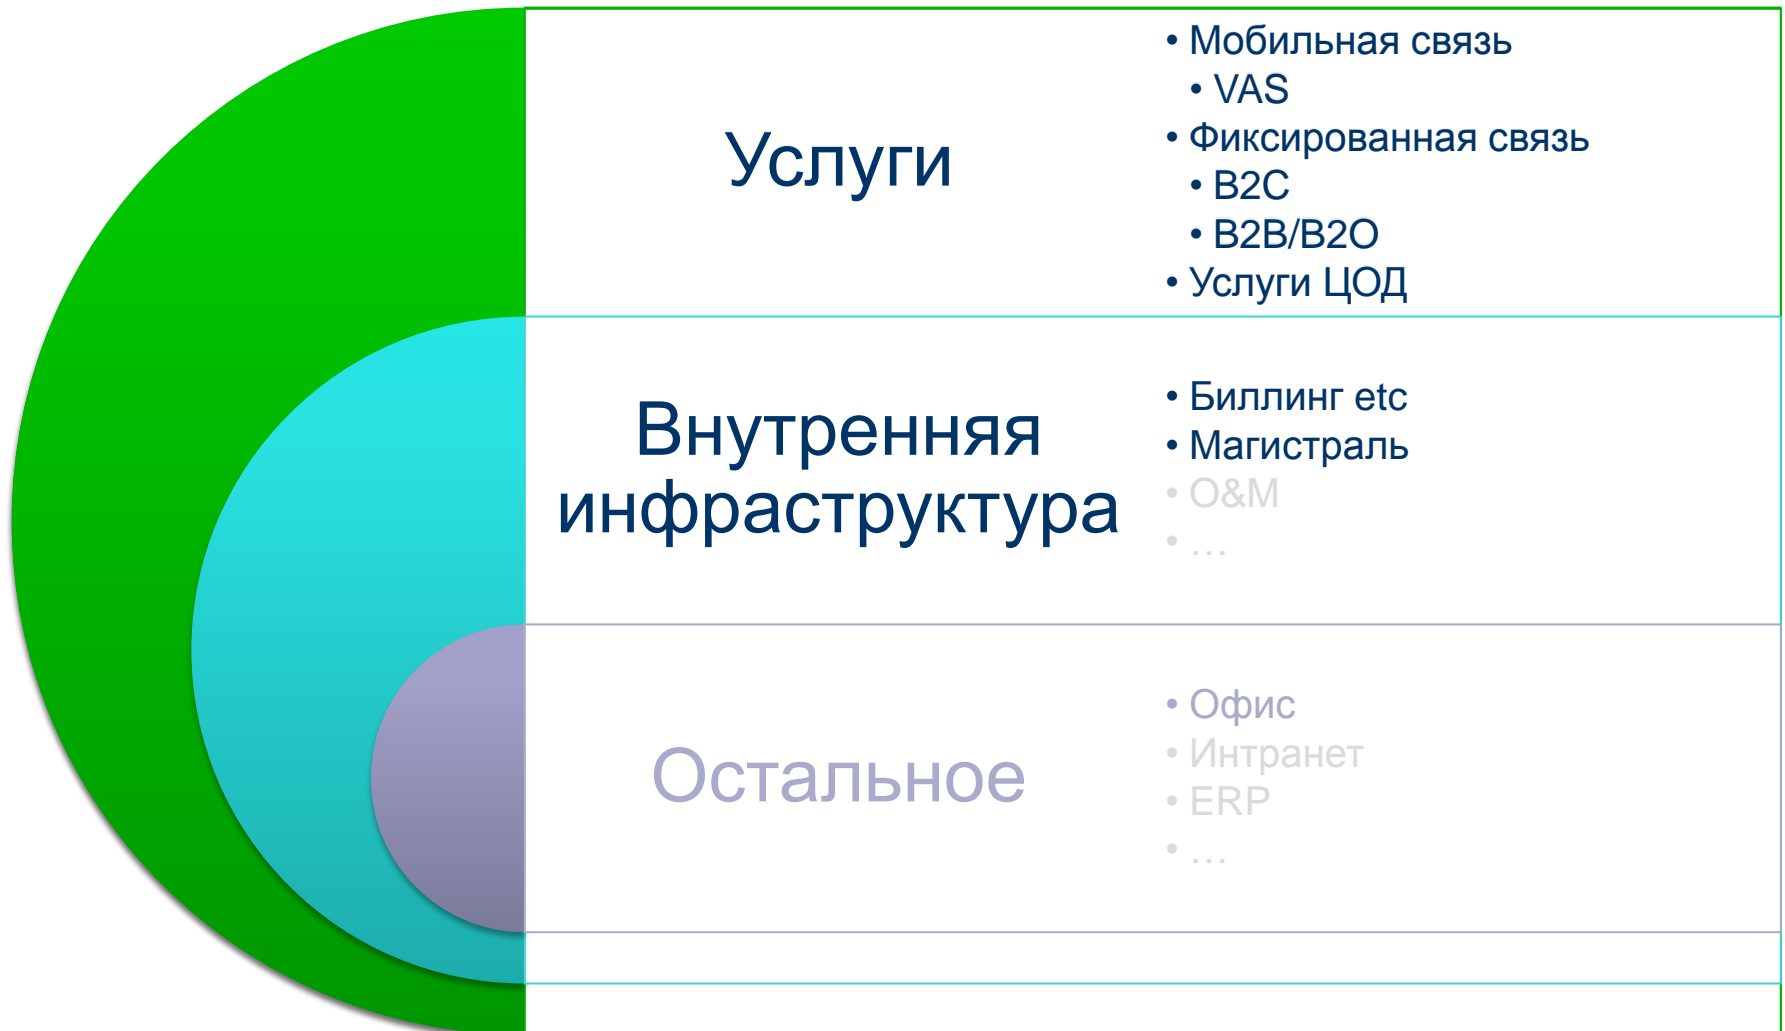 Услуги
• Мобильная связь
• VAS
• Фиксированная связь
• B2C
• B2B/B2O
• Услуги ЦОД
Внутренняя
инфраструктура
• Биллинг etc
• Магистраль
• O&M
• …
Остальное
• Офис
• Интранет
• ERP
• …